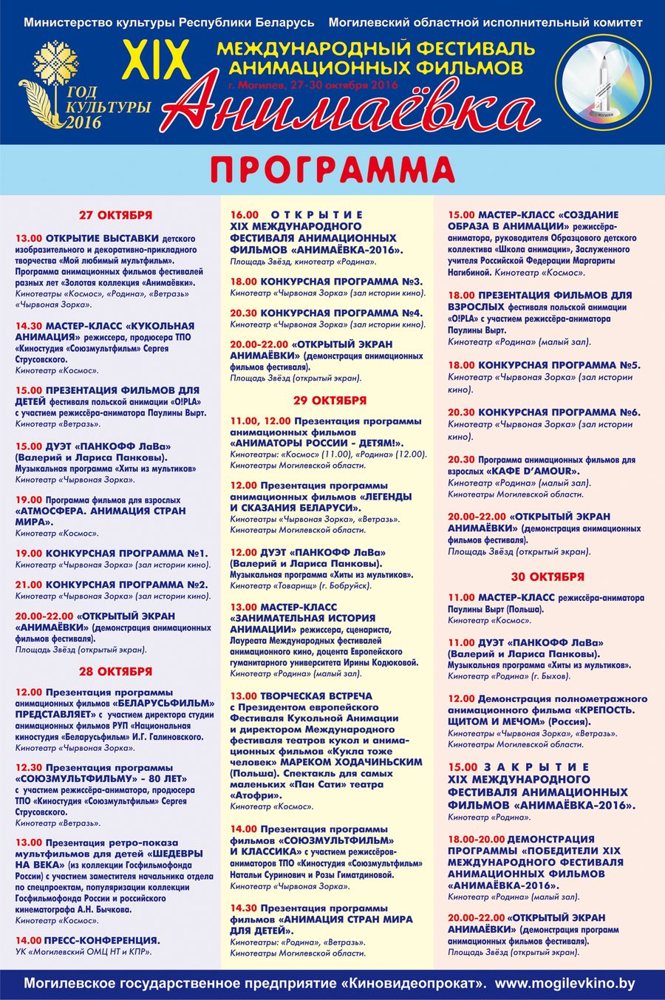 Министерство культуры Республики Беларусь    Могилевский областной исполнительный комитет
XIX МЕЖДУНАРОДНЫЙ ФЕСТИВАЛЬ
АНИМАЦИОННЫХ ФИЛЬМОВ
г. Могилев, 27-30 октября 2016
Анимаёвка
ГОД
КУЛЬТУРЫ
2016
г. МОГИЛЕВ
ПРОГРАММА
27 ОКТЯБРЯ
13.00 ОТКРЫТИЕ ВЫСТАВКИ детского
изобразительного и декоративно-прикладного
творчества «Мой любимый мультфильм».
Программа анимационных фильмов фестивалей
разных лет «Золотая коллекция «Анимаёвки».
Кинотеатры «Космос», «Родина», «Ветразь»
«Чырвоная Зорка».
14.30 МАСТЕР-КЛАСС «КУКОЛЬНАЯ
АНИМАЦИЯ» режиссера, продюсера ТПО
«Киностудия «Союзмультфильм» Сергея
Струсовского.
Кинотеатр «Космос».
15.00 ПРЕЗЕНТАЦИЯ ФИЛЬМОВ ДЛЯ
ДЕТЕЙ фестиваля польской анимации «O!PLA»
с участием режиссёра-аниматора Паулины Вырт.
Кинотеатр «Ветразь».
15.00 ДУЭТ «ПАНКОФФ ЛаВа»
(Валерий и Лариса Панковы).
Музыкальная программа «Хиты из мультиков»
Кинотеатр «Чырвоная Зорка».
19.00 Программа фильмов для взрослых
«АТМОСФЕРА. АНИМАЦИЯ СТРАН
МИРА».
Кинотеатр «Космос».
19.00 КОНКУРСНАЯ ПРОГРАММА №1.
Кинотеатр «Чырвоная Зорка» (зал истории кино).
21.00 КОНКУРСНАЯ ПРОГРАММА №2.
Кинотеатр «Чырвоная Зорка» (зал истории кино).
20.00-22.00 «ОТКРЫТЫЙ ЭКРАН
«АНИМАЁВКИ» (демонстрация анимационных
фильмов фестиваля).
Площадь Звёзд (открытый экран).
28 ОКТЯБРЯ
12.00 Презентация программы
анимационных фильмов «БЕЛАРУСЬФИЛЬМ»
ПРЕДСТАВЛЯЕТ» с  участием директора студии
анимационных фильмов РУП «Национальная
киностудия «Беларусьфильм» И.Г. Галиновского.
Кинотеатр «Чырвоная Зорка».
12.30 Презентация программы
«СОЮЗМУЛЬТФИЛЬМУ» - 80 ЛЕТ»
с  участием режиссёра-аниматора, продюсера
ТПО «Киностудия «Союзмультфильм» Сергея
Струсовского.
Кинотеатр «Ветразь».
13.00 Презентация ретро-показа
мультфильмов для детей «ШЕДЕВРЫ
НА ВЕКА» (из коллекции Госфильмофонда
России) с участием заместителя начальника отдела
по спецпроектам, популяризации коллекции
Госфильмофонда России и российского
кинематографа А.Н. Бычкова.
Кинотеатр «Космос».
14.00 ПРЕСС-КОНФЕРЕНЦИЯ.
УК «Могилевский ОМЦ НТ и КПР».
16.00 ОТКРЫТИЕ
XIX МЕЖДУНАРОДНОГО
ФЕСТИВАЛЯ АНИМАЦИОННЫХ
ФИЛЬМОВ «АНИМАЁВКА-2016».
Площадь Звёзд, кинотеатр «Родина».
18.00 КОНКУРСНАЯ ПРОГРАММА №3.
Кинотеатр «Чырвоная Зорка» (зал истории кино).
20.30 КОНКУРСНАЯ ПРОГРАММА №4.
Кинотеатр «Чырвоная Зорка» (зал истории кино).
20.00-22.00 «ОТКРЫТЫЙ ЭКРАН
АНИМАЁВКИ» (демонстрация анимационных
фильмов фестиваля).
Площадь Звёзд (открытый экран).
29 ОКТЯБРЯ
11.00, 12.00 Презентация программы
анимационных фильмов
«АНИМАТОРЫ РОССИИ - ДЕТЯМ!».
Кинотеатры: «Космос» (11.00), «Родина» (12.00).
Кинотеатры Могилевской области.
12.00 Презентация программы
анимационных фильмов «ЛЕГЕНДЫ
И СКАЗАНИЯ БЕЛАРУСИ».
Кинотеатры «Чырвоная Зорка», «Ветразь».
Кинотеатры Могилевской области.
12.00 ДУЭТ «ПАНКОФФ ЛаВа»
(Валерий и Лариса Панковы).
Музыкальная программа «Хиты из мультиков».
Кинотеатр «Товарищ» (г. Бобруйск).
13.00 МАСТЕР-КЛАСС
«ЗАНИМАТЕЛЬНАЯ ИСТОРИЯ
АНИМАЦИИ» режиссера, сценариста,
Лауреата Международных фестивалей
анимационного кино, доцента Европейского
гуманитарного университета Ирины Кодюковой.
Кинотеатр «Родина» (малый зал).
13.00 ТВОРЧЕСКАЯ ВСТРЕЧА
с Президентом европейского
Фестиваля Кукольной Анимации
и директором Международного
фестиваля театров кукол и анима-
ционных фильмов «Кукла тоже
человек» МАРЕКОМ ХОДАЧИНЬСКИМ
(Польша). Спектакль для самых
маленьких «Пан Сати» театра
«Атофри».
Кинотеатр «Космос».
14.00 Презентация программы
фильмов «СОЮЗМУЛЬТФИЛЬМ»
И КЛАССИКА» с участием режиссёров-
аниматоров ТПО «Киностудия «Союзмультфильм»
Натальи Суринович и Розы Гиматдиновой.
Кинотеатр «Чырвоная Зорка».
14.30 Презентация программы
фильмов «АНИМАЦИЯ СТРАН МИРА
ДЛЯ ДЕТЕЙ».
Кинотеатры: «Родина», «Ветразь».
Кинотеатры Могилевской области.
15.00 МАСТЕР-КЛАСС «СОЗДАНИЕ
ОБРАЗА В АНИМАЦИИ» режиссёра-
аниматора, руководителя Образцового детского
коллектива «Школа анимации», Заслуженного
учителя Российской Федерации Маргариты
Нагибиной. Кинотеатр «Космос».
18.00 ПРЕЗЕНТАЦИЯ ФИЛЬМОВ ДЛЯ
ВЗРОСЛЫХ фестиваля польской анимации
«O!PLA» с участием режиссёра-аниматора
Паулины Вырт.
Кинотеатр «Родина» (малый зал).
18.00 КОНКУРСНАЯ ПРОГРАММА №5.
Кинотеатр «Чырвоная Зорка» (зал истории
кино).
20.30 КОНКУРСНАЯ ПРОГРАММА №6.
Кинотеатр «Чырвоная Зорка» (зал истории
кино).
20.30 Программа анимационных фильмов для
взрослых «КАФЕ D’AMOUR».
Кинотеатр «Родина» (малый зал).
Кинотеатры Могилевской области.
20.00-22.00 «ОТКРЫТЫЙ ЭКРАН
АНИМАЁВКИ» (демонстрация анимационных
фильмов фестиваля).
Площадь Звёзд (открытый экран).
30 ОКТЯБРЯ
11.00 МАСТЕР-КЛАСС режиссёра-аниматора
Паулины Вырт (Польша).
Кинотеатр «Космос».
11.00 ДУЭТ «ПАНКОФФ ЛаВа»
(Валерий и Лариса Панковы).
Музыкальная программа «Хиты из мультиков».
Кинотеатр «Родина» (г. Быхов).
12.00 Демонстрация полнометражного
анимационного фильма «КРЕПОСТЬ.
ЩИТОМ И МЕЧОМ» (Россия).
Кинотеатры «Чырвоная Зорка», «Ветразь».
Кинотеатры Могилевской области.
15.00 ЗАКРЫТИЕ
XIX МЕЖДУНАРОДНОГО
ФЕСТИВАЛЯ АНИМАЦИОННЫХ
ФИЛЬМОВ «АНИМАЁВКА-2016».
Кинотеатр «Родина».
18.00-20.00 ДЕМОНСТРАЦИЯ
ПРОГРАММЫ «ПОБЕДИТЕЛИ XIX
МЕЖДУНАРОДНОГО ФЕСТИВАЛЯ
АНИМАЦИОННЫХ ФИЛЬМОВ
«АНИМАЁВКА-2016».
Кинотеатр «Родина» (малый зал).
20.00-22.00 «ОТКРЫТЫЙ ЭКРАН
АНИМАЁВКИ» (демонстрация программ
анимационных фильмов фестиваля).
Площадь Звёзд (открытый экран).
Могилевское государственное предприятие «Киновидеопрокат».  www.mogilevkino.by